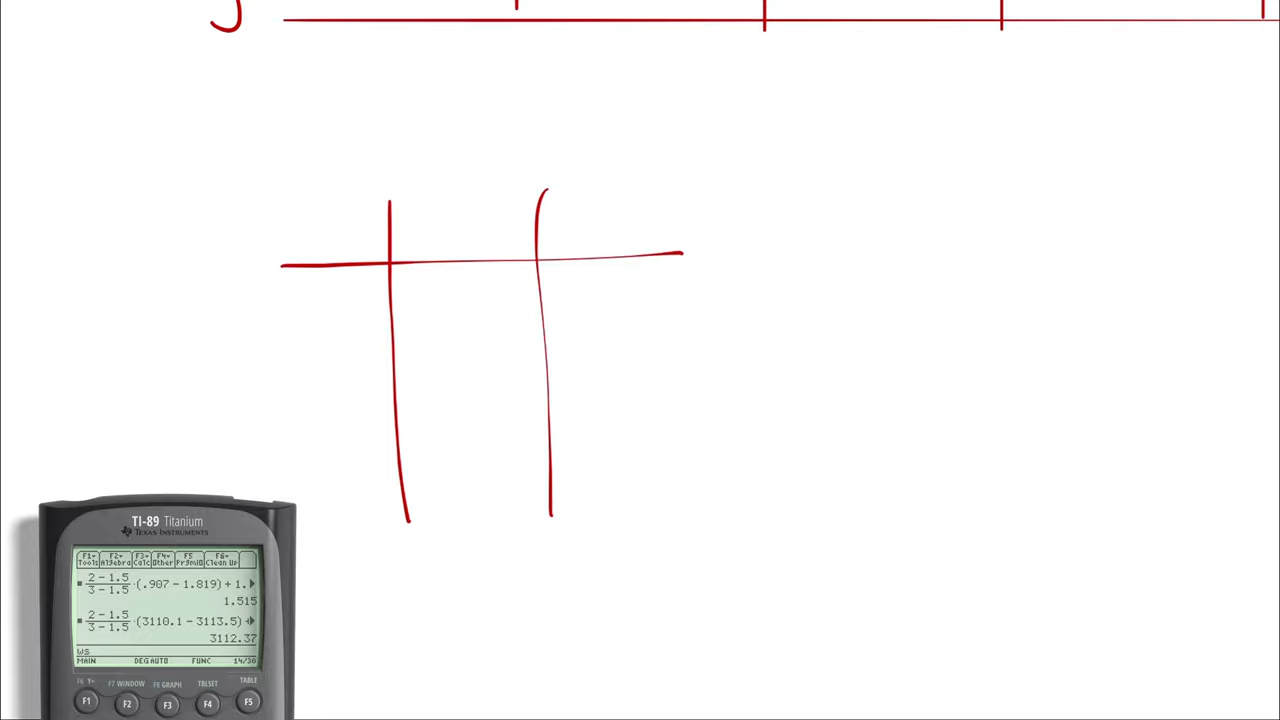 TI-89 Titanium
TEXAS INSTRUMENTS
F1 Tools F2 Algebra F3 Calc F4 Other F5 PrgmIO F6 Clean Up
2 - 1.5 / 3 - 1.5 · (.907 - 1.819) + 1.
1.515
2 - 1.5 / 3 - 1.5 · (3110.1 - 3113.5) +
3112.37
MAIN DEG AUTO FUNC 14/30
F6 Y= F7 WINDOW F8 GRAPH TBLSET TABLE
F1 F2 F3 F4 F5